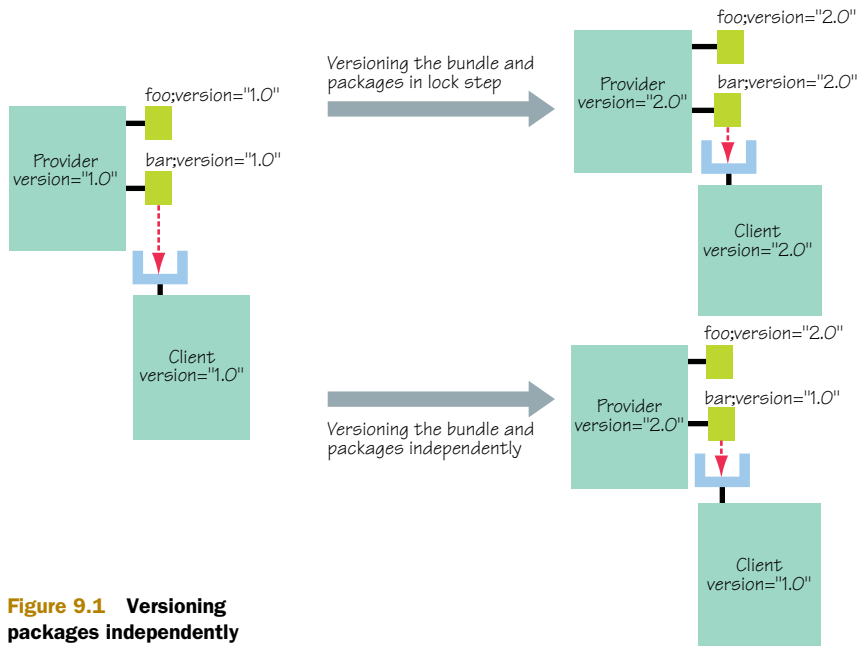 foo;version="1.0"
Provider
version="1.0"
bar;version="1.0"
Client
version="1.0"
Versioning the bundle and
packages in lock step
foo;version="2.0"
Provider
version="2.0"
bar;version="2.0"
Client
version="2.0"
Versioning the bundle and
packages independently
foo;version="2.0"
Provider
version="2.0"
bar;version="1.0"
Client
version="1.0"
Figure 9.1 Versioning
packages independently